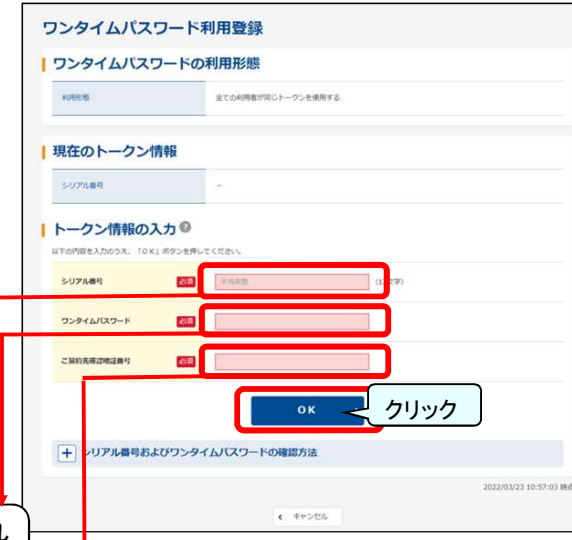 ワンタイムパスワード利用登録
ワンタイムパスワードの利用形態
利用形態 全ての利用者が同じトークンを使用する
現在のトークン情報
シリアル番号 －
トークン情報の入力
以下の内容を入力のうえ、「OK」ボタンを押してください。
シリアル番号 必須 半角英数 文字)
ワンタイムパスワード 必須
ご契約先確認暗証番号 必須
OK クリック
シリアル番号およびワンタイムパスワードの確認方法
2022/03/23 10:57:03 時点
キャンセル
れ